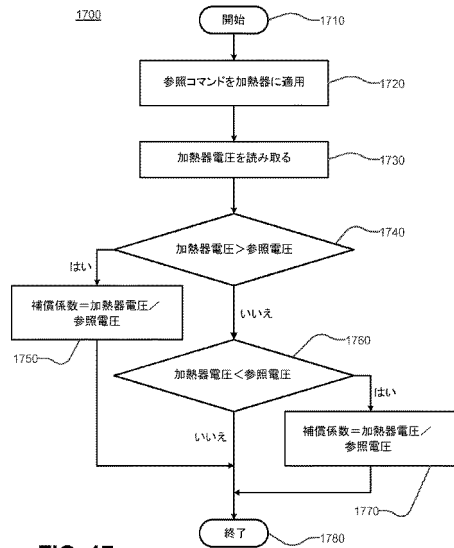 1700
開始
1710
参照コマンドを加熱器に適用
1720
加熱器電圧を読み取る
1730
加熱器電圧＞参照電圧
1740
はい
いいえ
補償係数＝加熱器電圧／
参照電圧
1750
加熱器電圧＜参照電圧
1760
はい
いいえ
補償係数＝加熱器電圧／
参照電圧
1770
終了
1780